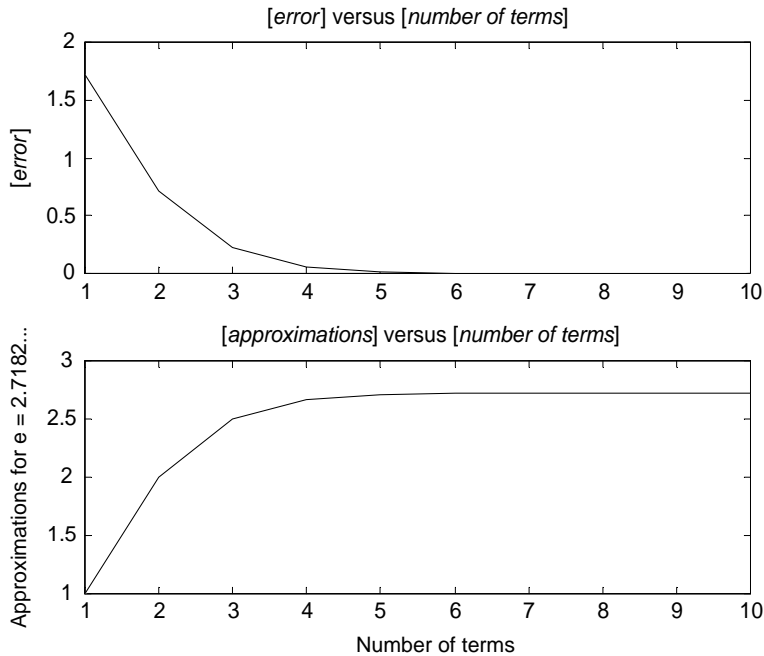 [error] versus [number of terms]
2
1.5
1
0.5
0
[error]
1 2 3 4 5 6 7 8 9 10
[approximations] versus [number of terms]
3
2.5
2
1.5
1
Approximations for e = 2.7182...
1 2 3 4 5 6 7 8 9 10
Number of terms